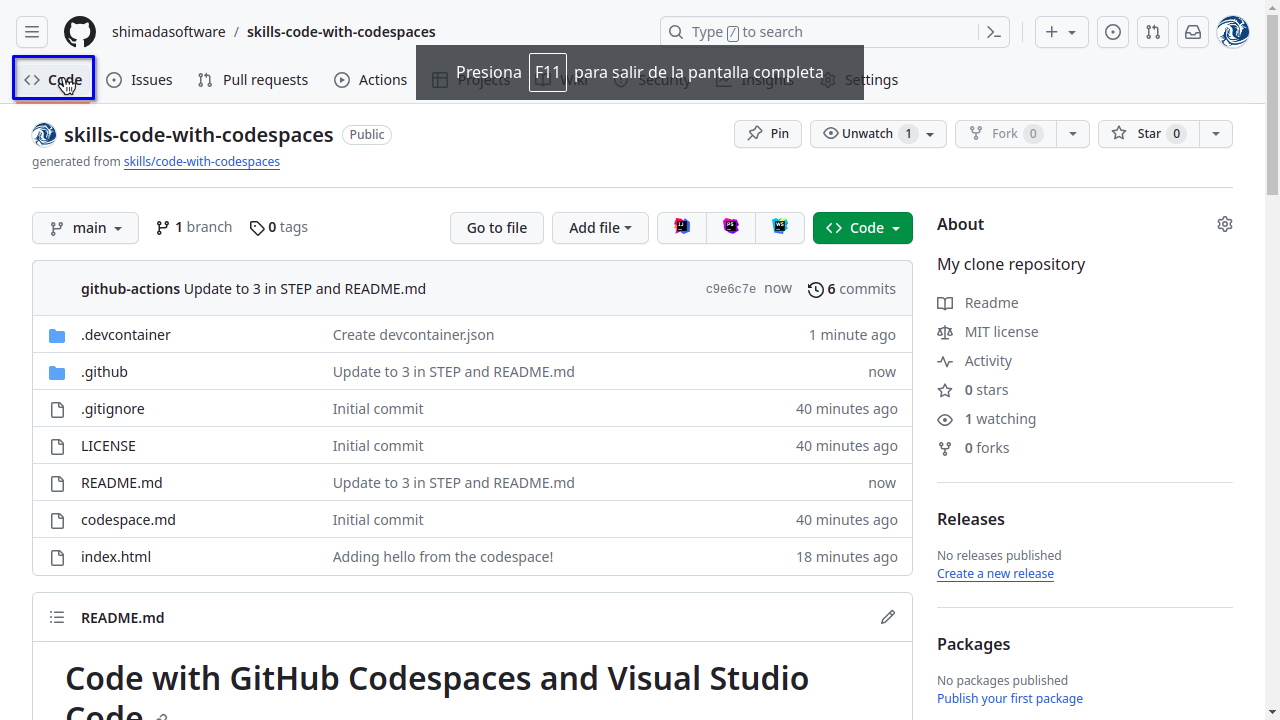 shimadasoftware / skills-code-with-codespaces
Type / to search
Code Issues Pull requests Actions Projects Wiki Security Insights Settings
Presiona F11 para salir de la pantalla completa
skills-code-with-codespaces Public
Pin Unwatch 1 Fork 0 Star 0
generated from skills/code-with-codespaces
main 1 branch 0 tags Go to file Add file Code
github-actions Update to 3 in STEP and README.md c9e6c7e now 6 commits
.devcontainer Create devcontainer.json 1 minute ago
.github Update to 3 in STEP and README.md now
.gitignore Initial commit 40 minutes ago
LICENSE Initial commit 40 minutes ago
README.md Update to 3 in STEP and README.md now
codespace.md Initial commit 40 minutes ago
index.html Adding hello from the codespace! 18 minutes ago
README.md
Code with GitHub Codespaces and Visual Studio
Code
About
My clone repository
Readme
MIT license
Activity
0 stars
1 watching
0 forks
Releases
No releases published
Create a new release
Packages
No packages published
Publish your first package